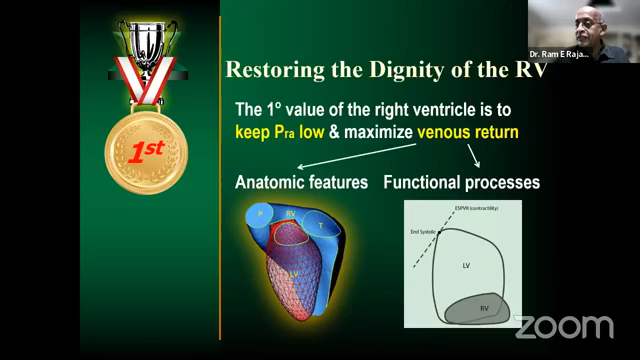 Restoring the Dignity of the RV
Dr. Ram E Raja...
The 1º value of the right ventricle is to
keep Pra low & maximize venous return
1st
Anatomic features Functional processes
P RV T
LV
ESPVR (contractility)
End Systole
LV
RV
zoom